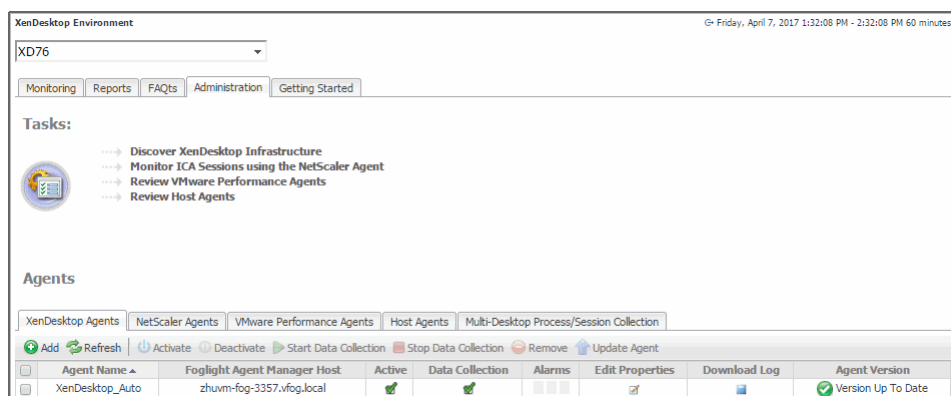 XenDesktop Environment
Friday, April 7, 2017 1:32:08 PM - 2:32:08 PM 60 minutes
XD76
Monitoring Reports FAQts Administration Getting Started
Tasks:
Discover XenDesktop Infrastructure
Monitor ICA Sessions using the NetScaler Agent
Review VMware Performance Agents
Review Host Agents
Agents
XenDesktop Agents NetScaler Agents VMware Performance Agents Host Agents Multi-Desktop Process/Session Collection
Add Refresh Activate Deactivate Start Data Collection Stop Data Collection Remove Update Agent
Agent Name Foglight Agent Manager Host Active Data Collection Alarms Edit Properties Download Log Agent Version
XenDesktop_Auto zhuvm-fog-3357.vfog.local Version Up To Date